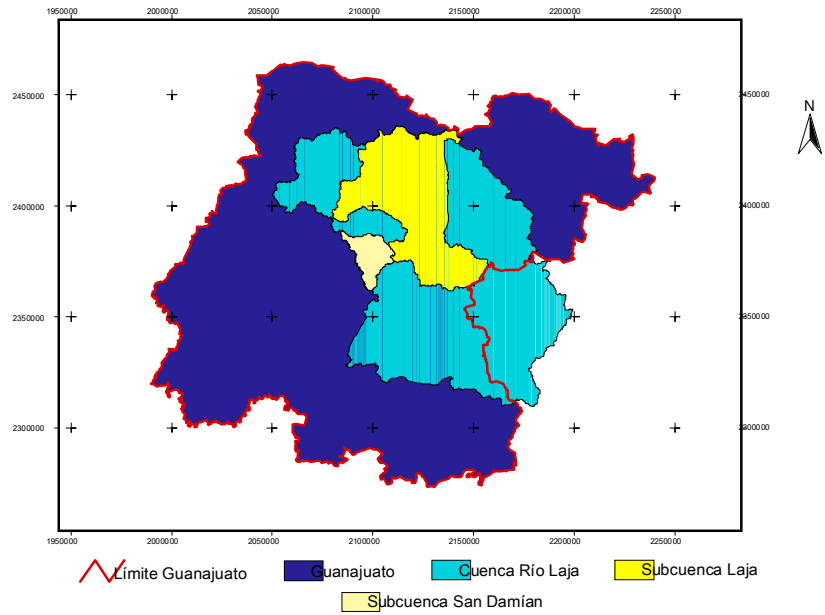 1950000 2000000 2050000 2100000 2150000 2200000 2250000
2450000 2450000
N
2400000 2400000
2350000 2350000
2300000 2300000
1950000 2000000 2050000 2100000 2150000 2200000 2250000
Límite Guanajuato Guanajuato Cuenca Río Laja Subcuenca Laja
Subcuenca San Damían